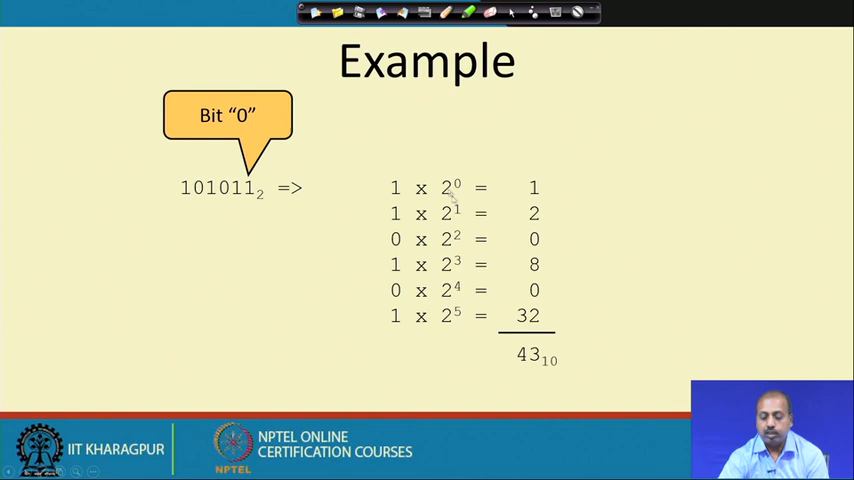 Example
Bit “0”
101011₂ =>
1 x 2⁰ = 1
1 x 2¹ = 2
0 x 2² = 0
1 x 2³ = 8
0 x 2⁴ = 0
1 x 2⁵ = 32
43₁₀
IIT KHARAGPUR
NPTEL
NPTEL ONLINE
CERTIFICATION COURSES